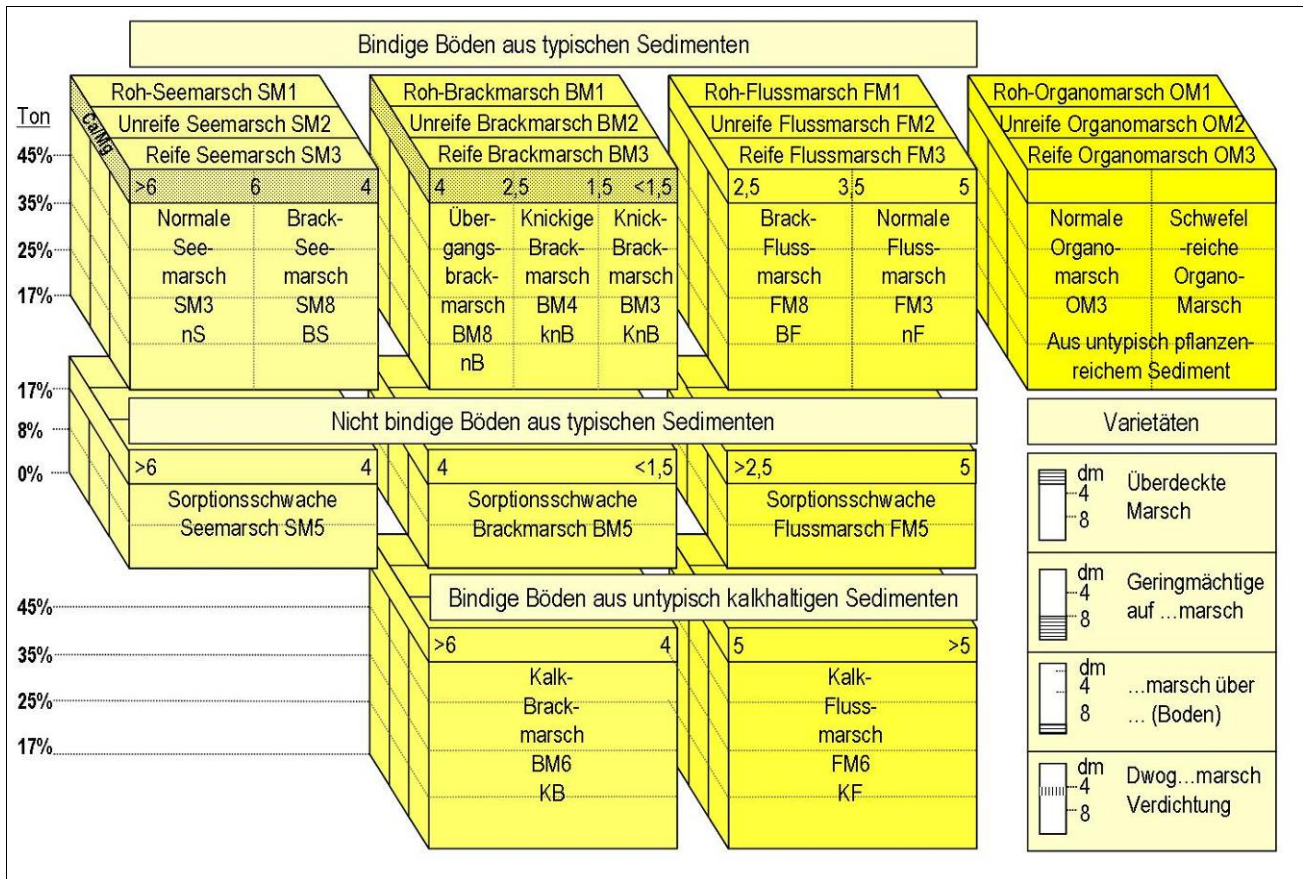 Bindige Böden aus typischen Sedimenten
Ton
45%
35%
25%
17%
17%
8%
0%
Ca/Mg
Roh-Seemarsch SM1
Unreife Seemarsch SM2
Reife Seemarsch SM3
>6 6 4
Normale
See-
marsch
SM3
nS
Brack-
See-
marsch
SM8
BS
Roh-Brackmarsch BM1
Unreife Brackmarsch BM2
Reife Brackmarsch BM3
4 2,5 1,5 <1,5
Über-
gangs-
brack-
marsch
BM8
nB
Knickige
Brack-
marsch
BM4
knB
Knick-
Brack-
marsch
BM3
KnB
Roh-Flussmarsch FM1
Unreife Flussmarsch FM2
Reife Flussmarsch FM3
2,5 3,5 5
Brack-
Fluss-
marsch
FM8
BF
Normale
Fluss-
marsch
FM3
nF
Roh-Organomarsch OM1
Unreife Organomarsch OM2
Reife Organomarsch OM3
Normale
Organo-
marsch
OM3
Schwefel
-reiche
Organo-
Marsch
Aus untypisch pflanzen-
reichem Sediment
Nicht bindige Böden aus typischen Sedimenten
>6 4
Sorptionsschwache
Seemarsch SM5
4 <1,5
Sorptionsschwache
Brackmarsch BM5
>2,5 5
Sorptionsschwache
Flussmarsch FM5
Bindige Böden aus untypisch kalkhaltigen Sedimenten
45%
35%
25%
17%
>6 4
Kalk-
Brack-
marsch
BM6
KB
5 >5
Kalk-
Fluss-
marsch
FM6
KF
Varietäten
dm
4
8
Überdeckte
Marsch
dm
4
8
Geringmächtige
auf ...marsch
dm
4
8
...marsch über
... (Boden)
dm
4
8
Dwog...marsch
Verdichtung